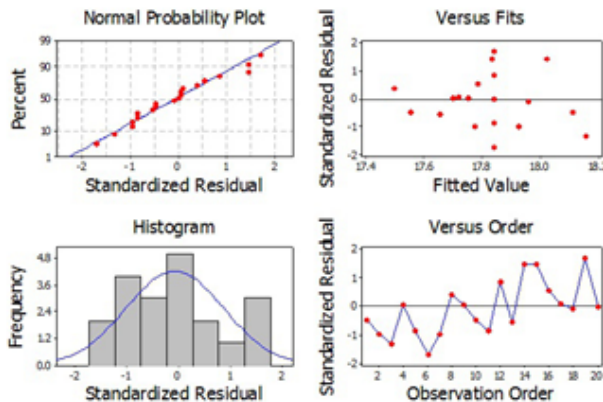 Normal Probability Plot
Percent
99
90
50
10
1
-2 -1 0 1 2
Standardized Residual
Versus Fits
Standardized Residual
2
1
0
-1
-2
17.4 17.6 17.8 18.0 18.2
Fitted Value
Histogram
Frequency
4.8
3.6
2.4
1.2
0.0
-2 -1 0 1 2
Standardized Residual
Versus Order
Standardized Residual
2
1
0
-1
-2
2 4 6 8 10 12 14 16 18 20
Observation Order